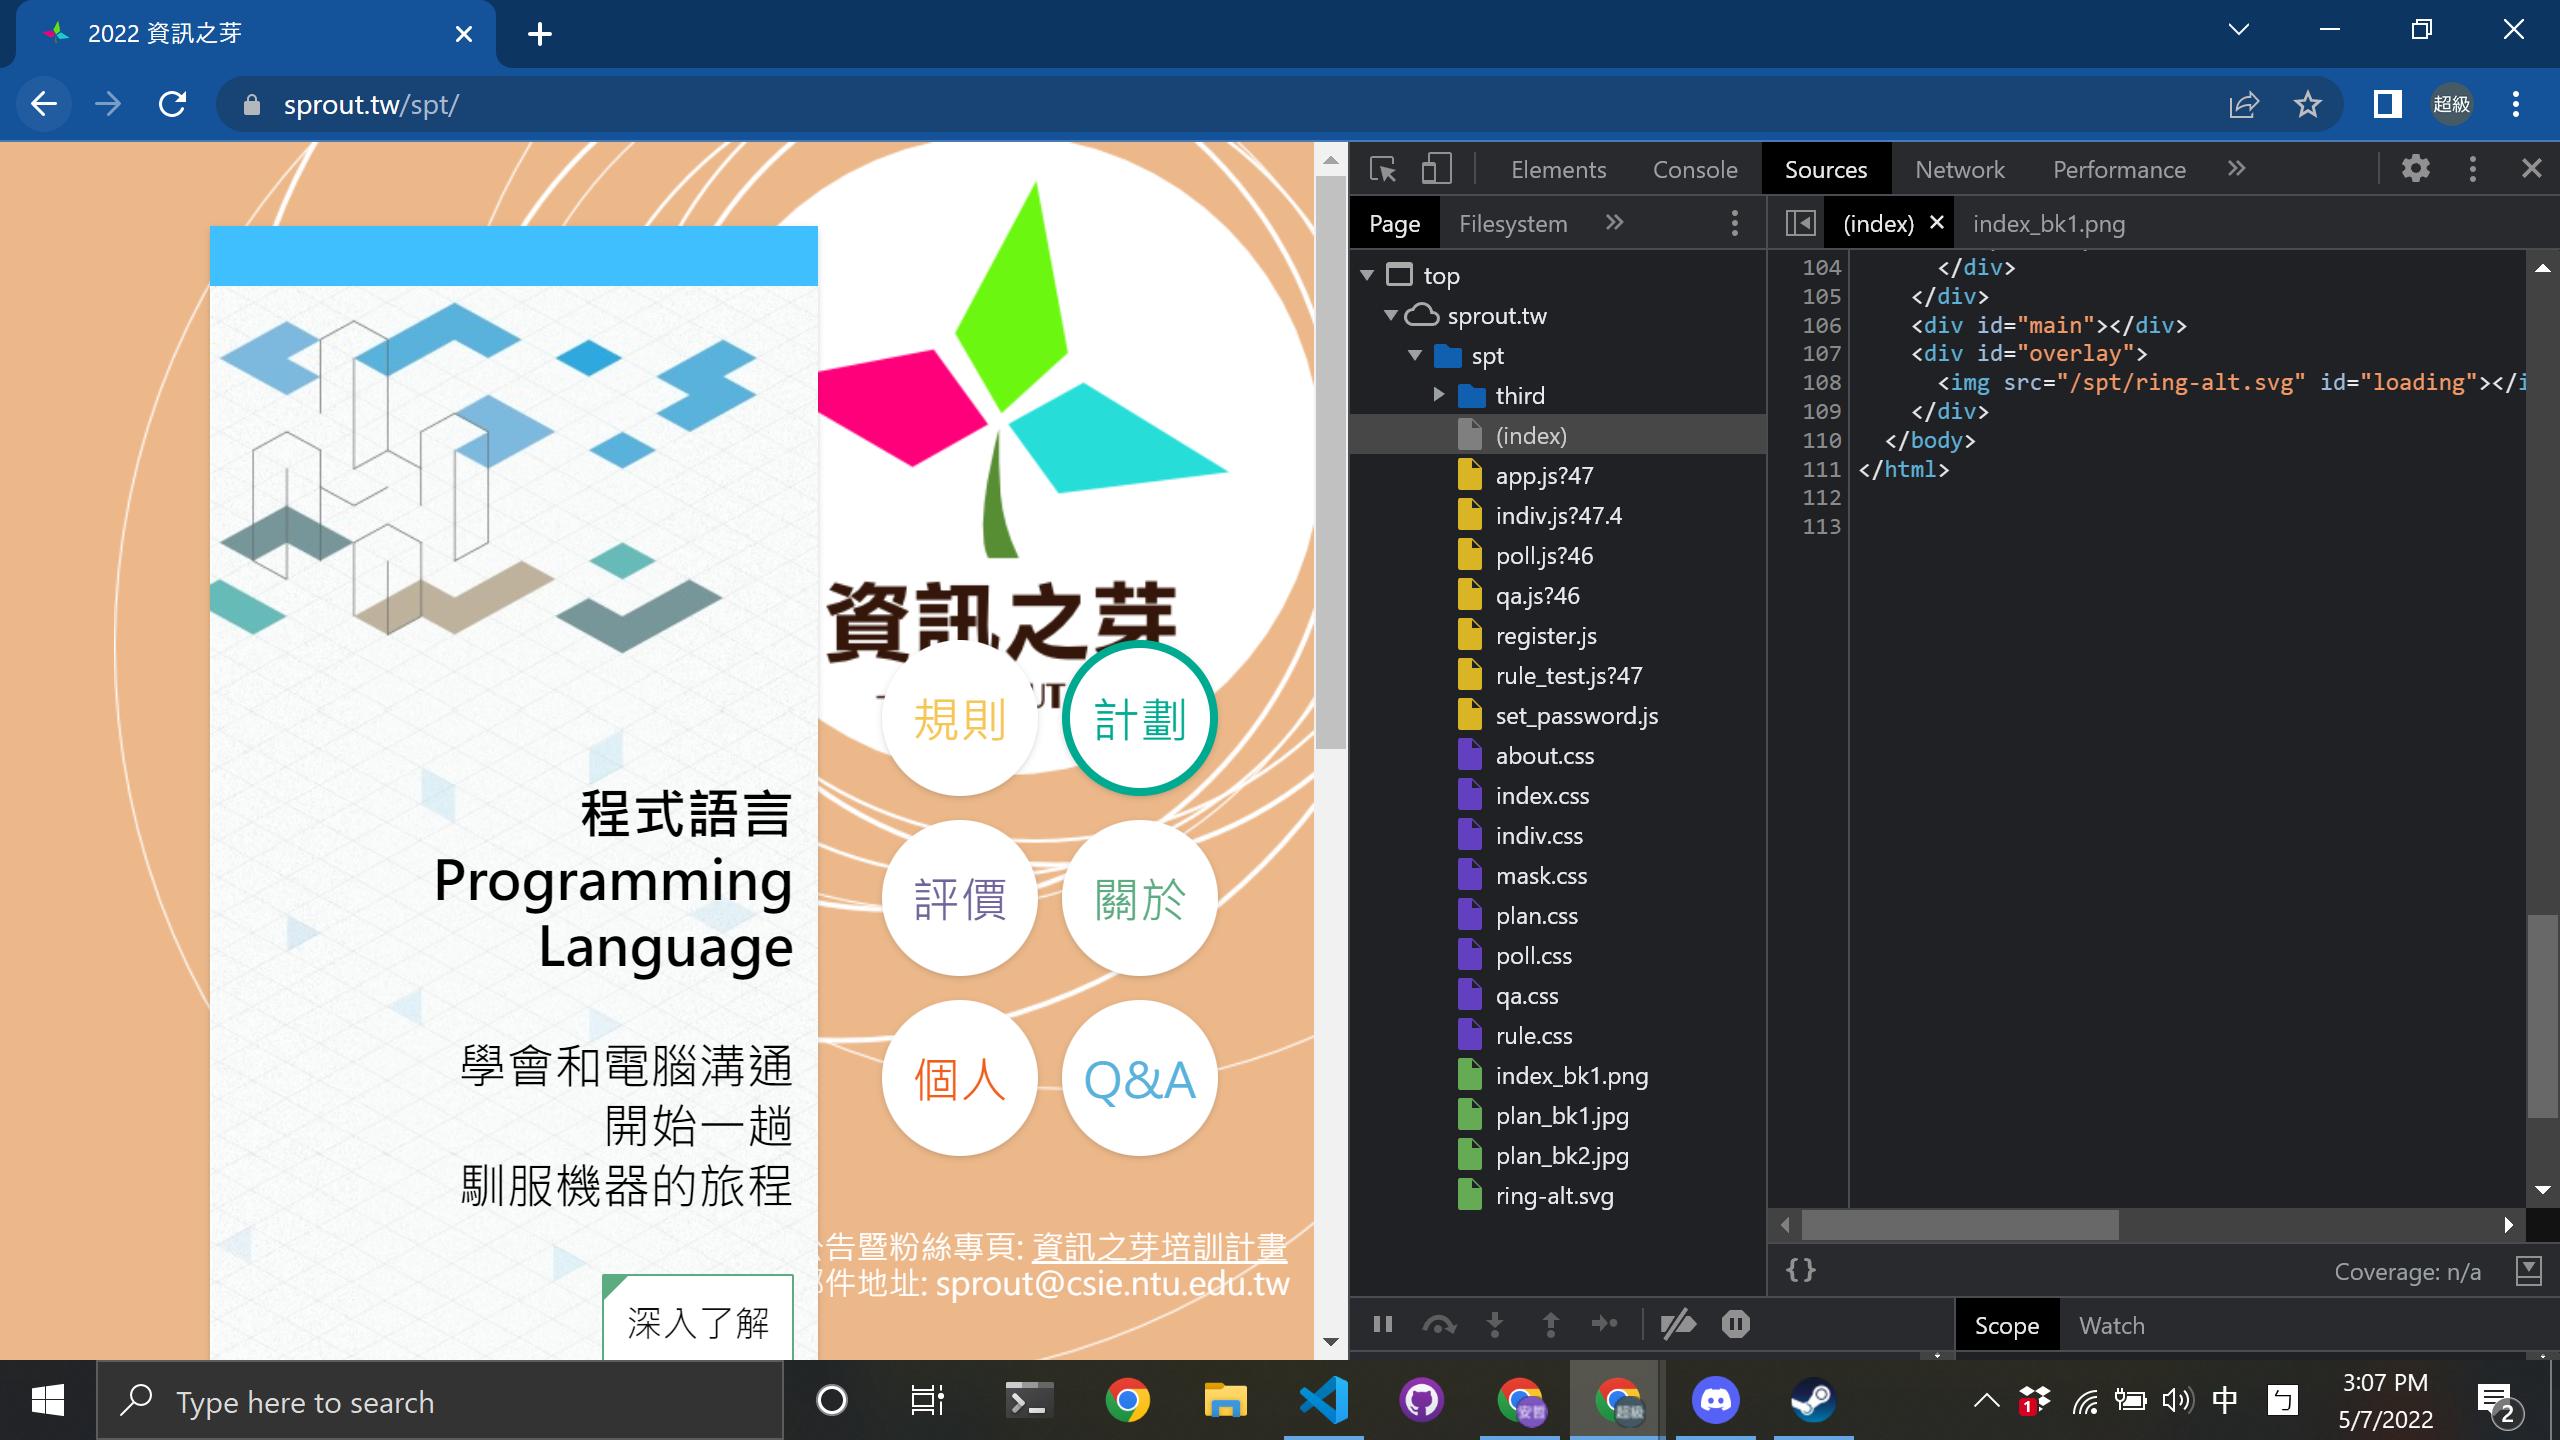 2022 資訊之芽
sprout.tw/spt/
超級
資訊之芽
規則
計劃
評價
關於
個人
Q&A
程式語言
Programming
Language
學會和電腦溝通
開始一趟
馴服機器的旅程
深入了解
告暨粉絲專頁: 資訊之芽培訓計畫
件地址: sprout@csie.ntu.edu.tw
Elements
Console
Sources
Network
Performance
Page
Filesystem
(index)
index_bk1.png
top
sprout.tw
spt
third
(index)
app.js?47
indiv.js?47.4
poll.js?46
qa.js?46
register.js
rule_test.js?47
set_password.js
about.css
index.css
indiv.css
mask.css
plan.css
poll.css
qa.css
rule.css
index_bk1.png
plan_bk1.jpg
plan_bk2.jpg
ring-alt.svg
104 </div>
105 </div>
106 <div id="main"></div>
107 <div id="overlay">
108 <img src="/spt/ring-alt.svg" id="loading"></i
109 </div>
110 </body>
111 </html>
112
113
{}
Coverage: n/a
Scope
Watch
Type here to search
安哲
超級
1
中
ㄅ
3:07 PM
5/7/2022
2